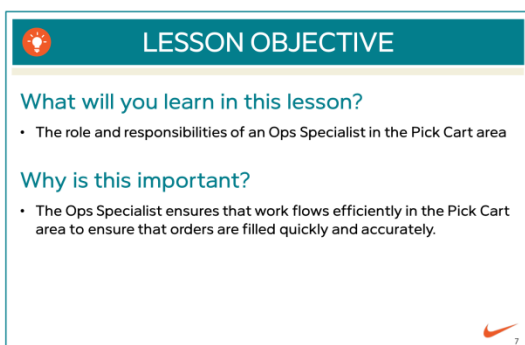 LESSON OBJECTIVE
What will you learn in this lesson?
• The role and responsibilities of an Ops Specialist in the Pick Cart area
Why is this important?
• The Ops Specialist ensures that work flows efficiently in the Pick Cart
area to ensure that orders are filled quickly and accurately.
7